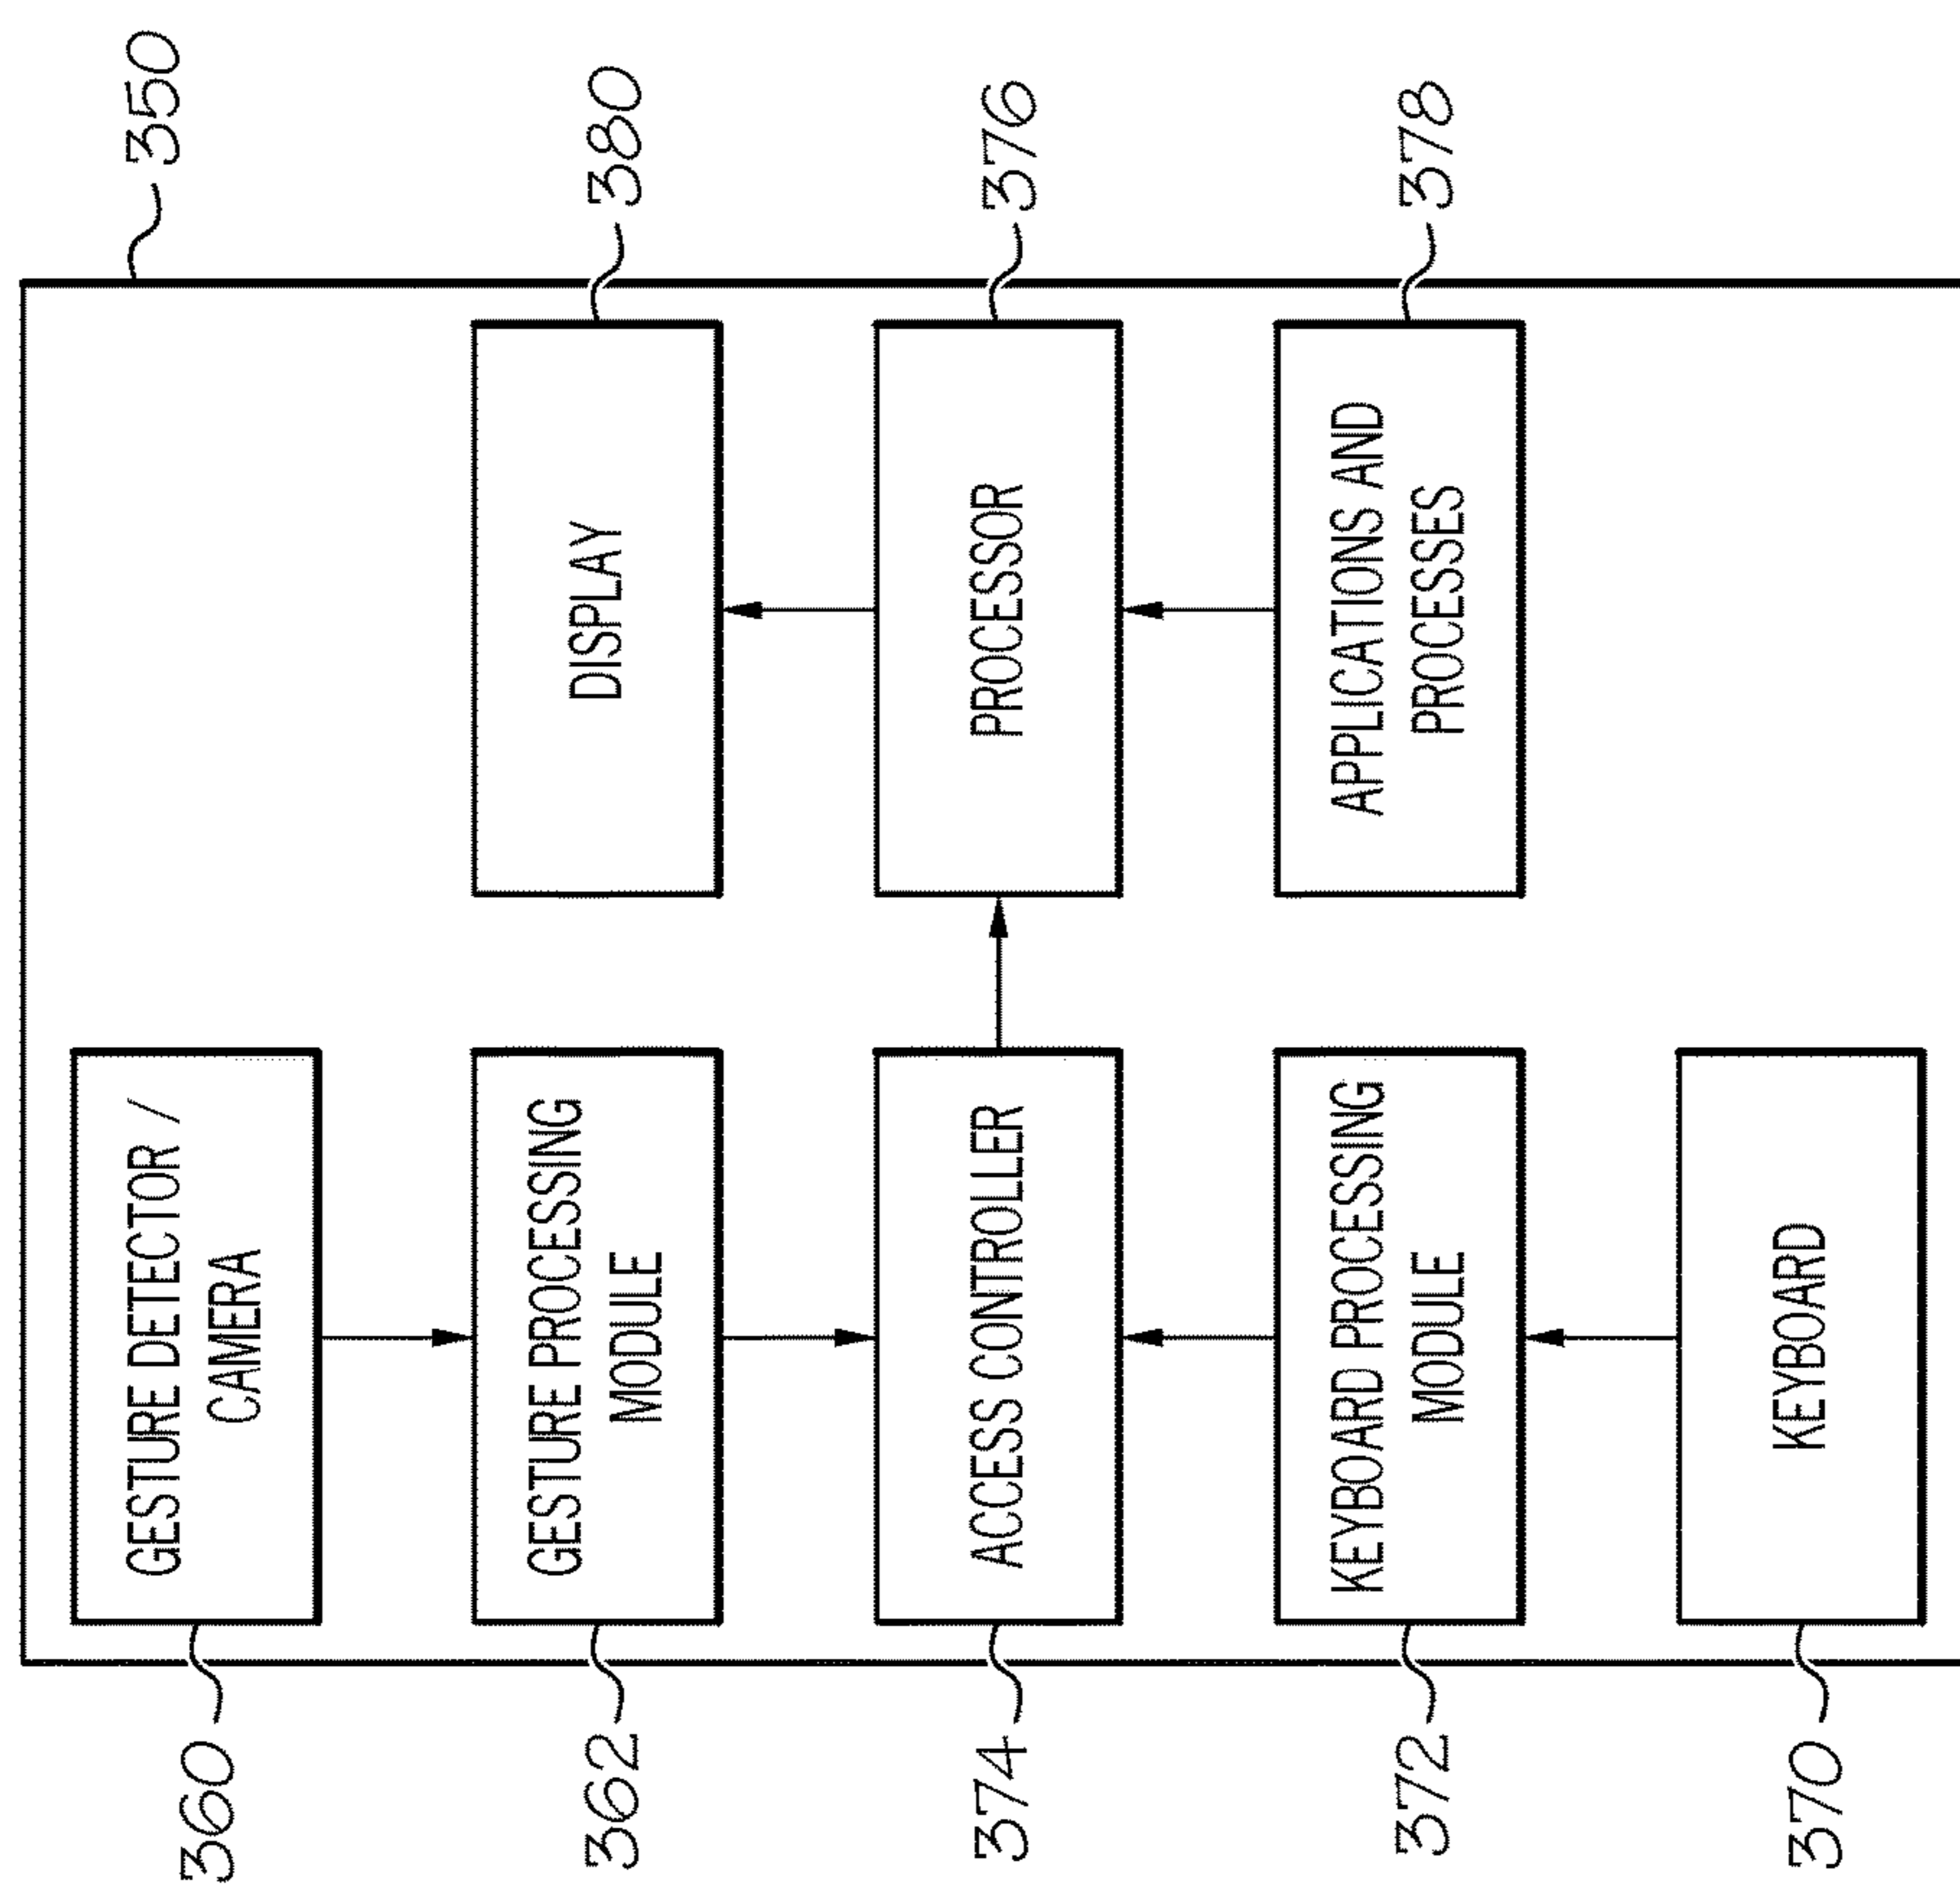 360
GESTURE DETECTOR /
CAMERA
350
362
GESTURE PROCESSING
MODULE
DISPLAY
380
374
ACCESS CONTROLLER
PROCESSOR
376
372
KEYBOARD PROCESSING
MODULE
APPLICATIONS AND
PROCESSES
378
370
KEYBOARD